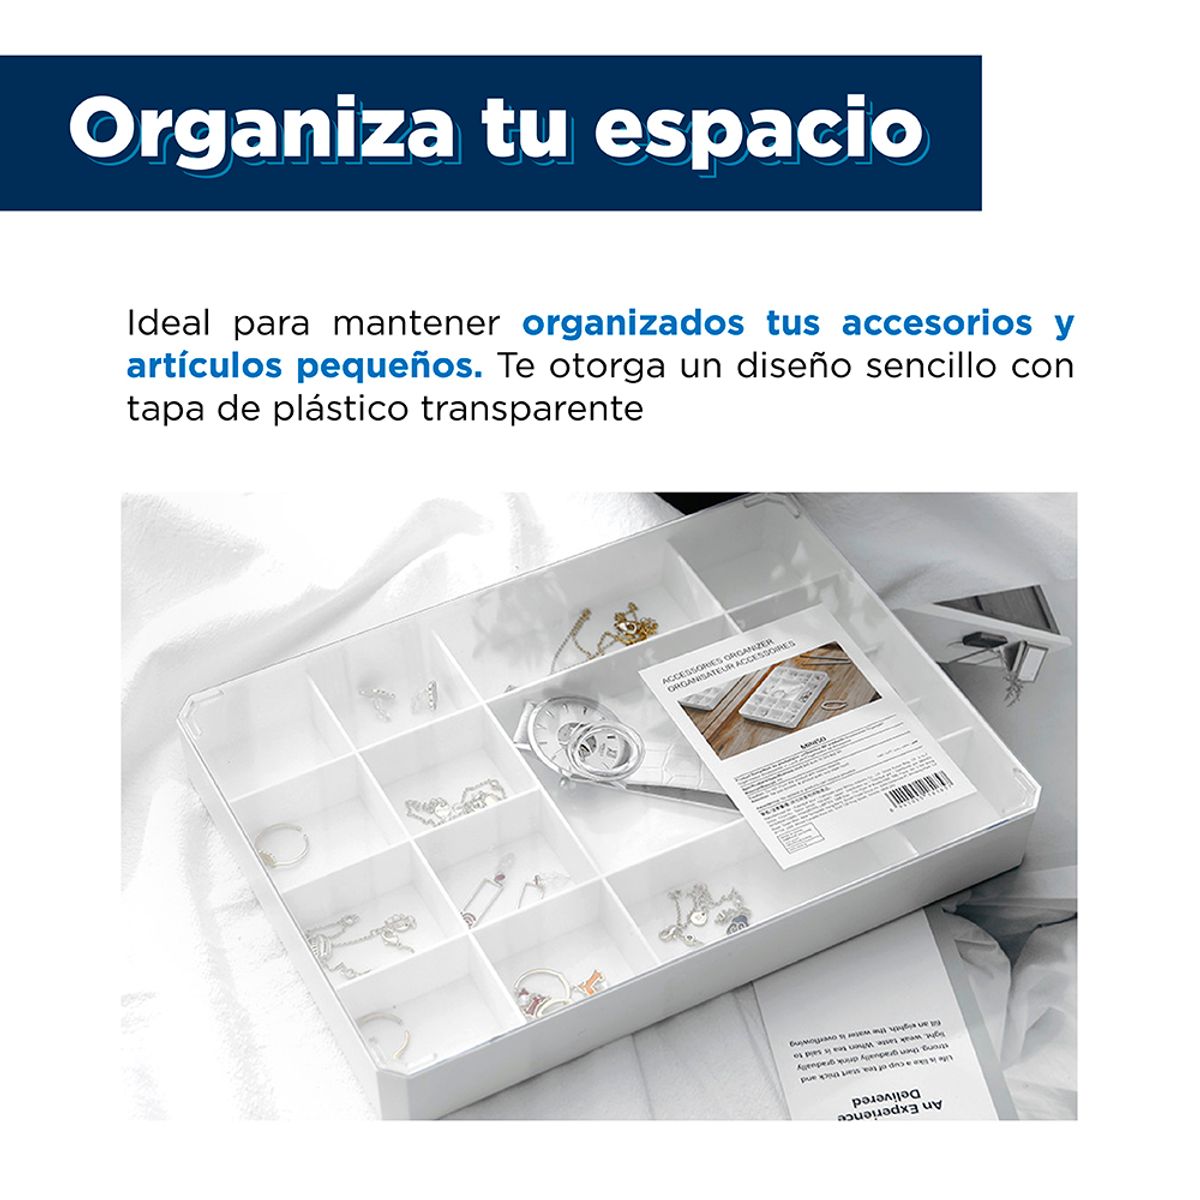 Organiza tu espacio
Ideal para mantener organizados tus accesorios y
artículos pequeños. Te otorga un diseño sencillo con
tapa de plástico transparente
ACCESSORIES ORGANIZER
ORGANISATEUR ACCESSOIRES
MINISO
An Experience
Delivered
Life is like a cup of tea, start thick and
strong, then gradually drink gradually
light, weak taste. When it is said to
fill an eighth, the water is overflowing